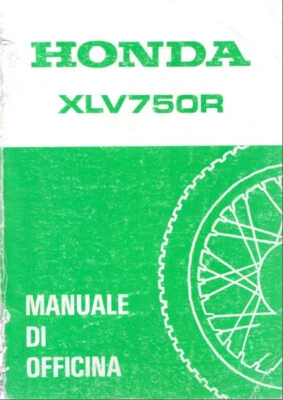 HONDA
XLV750R
MANUALE
DI
OFFICINA